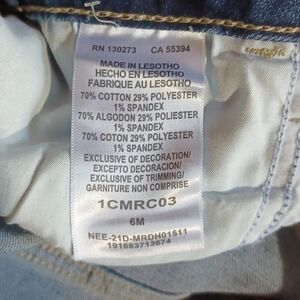 RN 130273 CA 55394
MADE IN LESOTHO
HECHO EN LESOTHO
FABRIQUE AU LESOTHO
70% COTTON 29% POLYESTER
1% SPANDEX
70% ALGODON 29% POLYESTER
1% SPANDEX
70% COTTON 29% POLYESTER
1% SPANDEX
EXCLUSIVE OF DECORATION/
EXCEPTO DECORACION/
EXCLUSIVE OF TRIMMING/
GARNITURE NON COMPRISE
1CMRC03
6M
NEE-21D-MRDH01511
191683713674